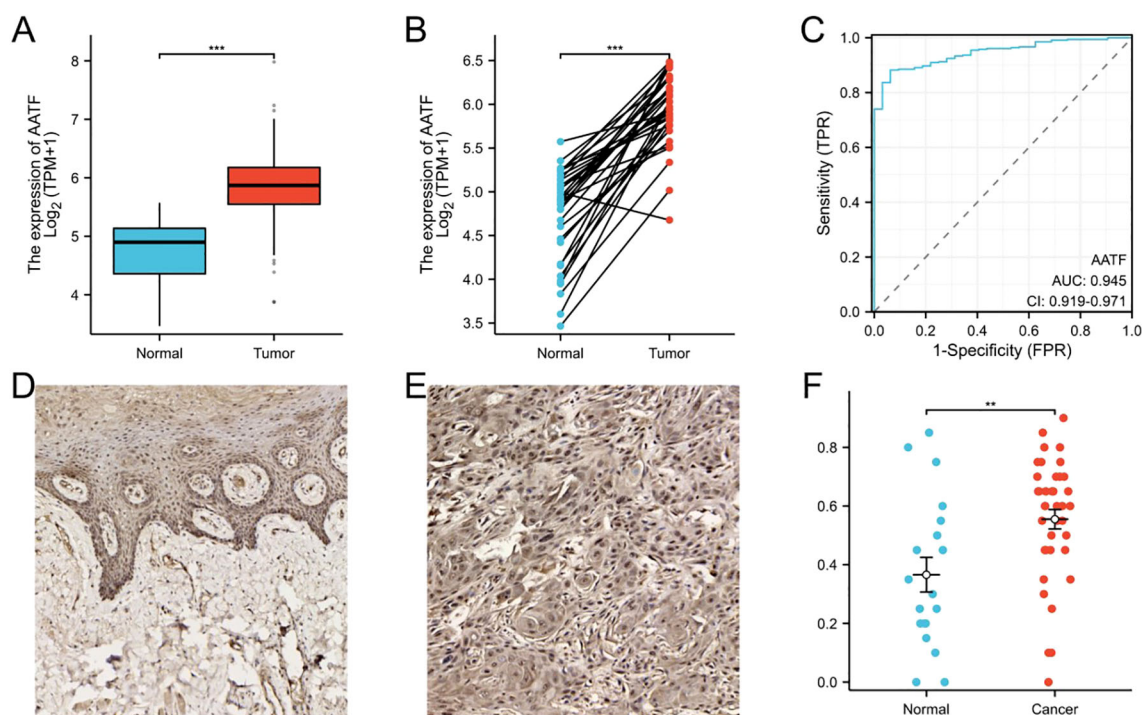 A
The expression of AATF
Log2 (TPM+1)
8
7
6
5
4
***
Normal
Tumor
B
The expression of AATF
Log2 (TPM+1)
6.5
6.0
5.5
5.0
4.5
4.0
3.5
***
Normal
Tumor
C
Sensitivity (TPR)
1.0
0.8
0.6
0.4
0.2
0.0
AATF
AUC: 0.945
CI: 0.919-0.971
0.0 0.2 0.4 0.6 0.8 1.0
1-Specificity (FPR)
D
E
F
**
0.8
0.6
0.4
0.2
0.0
Normal
Cancer